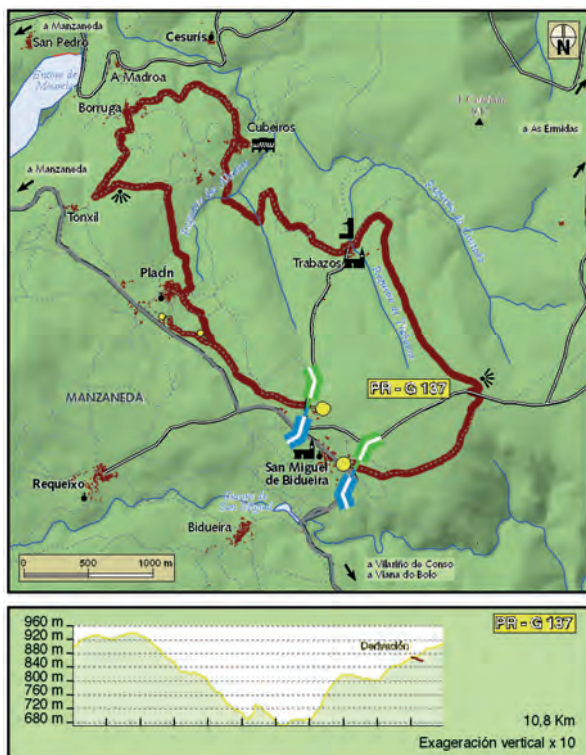 a Manzaneda
San Pedro
Cesuris
N
A Madroa
Borruga
a As Ermidas
Cubeiros
a Manzaneda
Tonxil
Trabazos
Placín
PR - G 137
MANZANEDA
San Miguel
de Bidueira
Requeixo
Bidueira
0 500 1000 m
a Vilariño de Conso
a Viana do Bolo
960 m
920 m
880 m
840 m
800 m
760 m
720 m
680 m
PR - G 137
Derivación
10,8 Km
Exageración vertical x 10